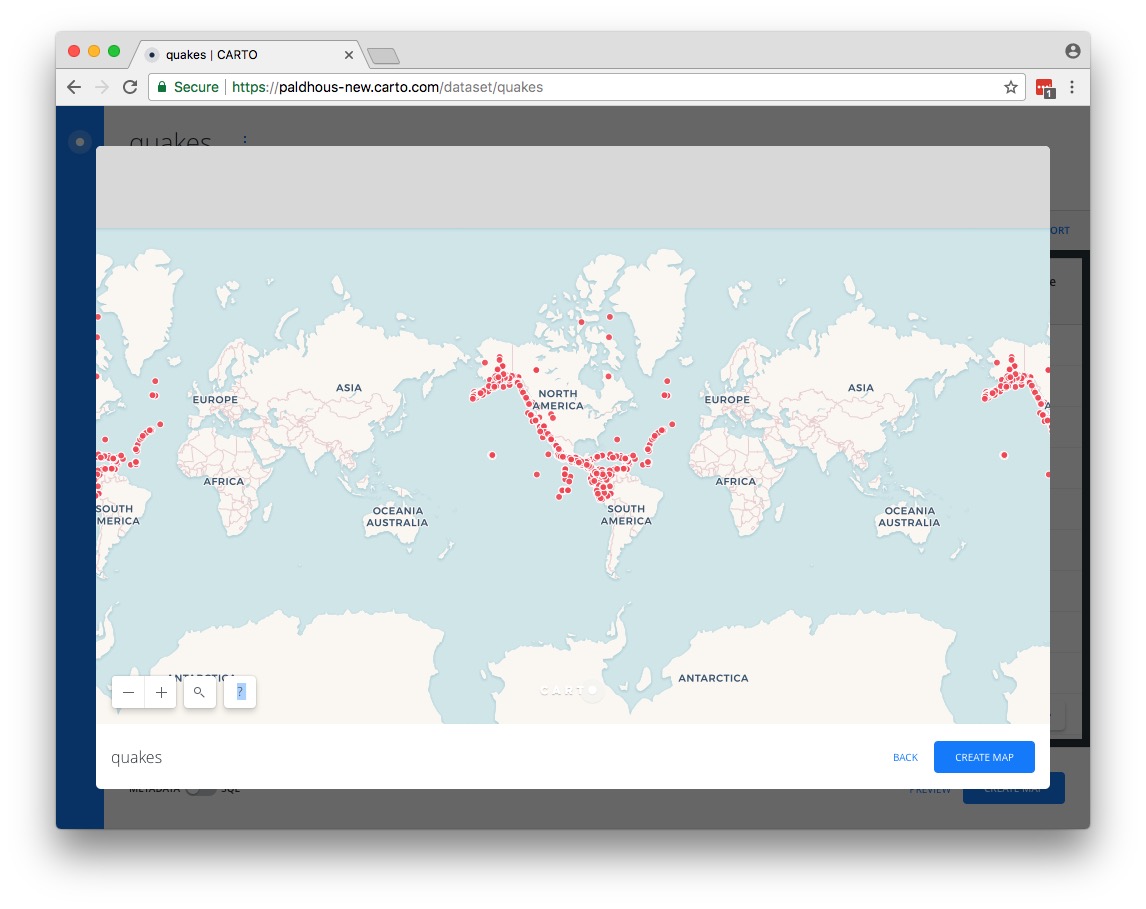 quakes | CARTO
Secure | https://paldhous-new.carto.com/dataset/quakes
1
quakes
ORT
e
ASIA
EUROPE
NORTH
AMERICA
ASIA
EUROPE
A
AFRICA
AFRICA
SOUTH
MERICA
OCEANIA
AUSTRALIA
SOUTH
AMERICA
OCEANIA
AUSTRALIA
ANTARCTICA
ANTARCTICA
?
CARTO
quakes
BACK
CREATE MAP
METADATA
SQL
PREVIEW
CREATE MAP